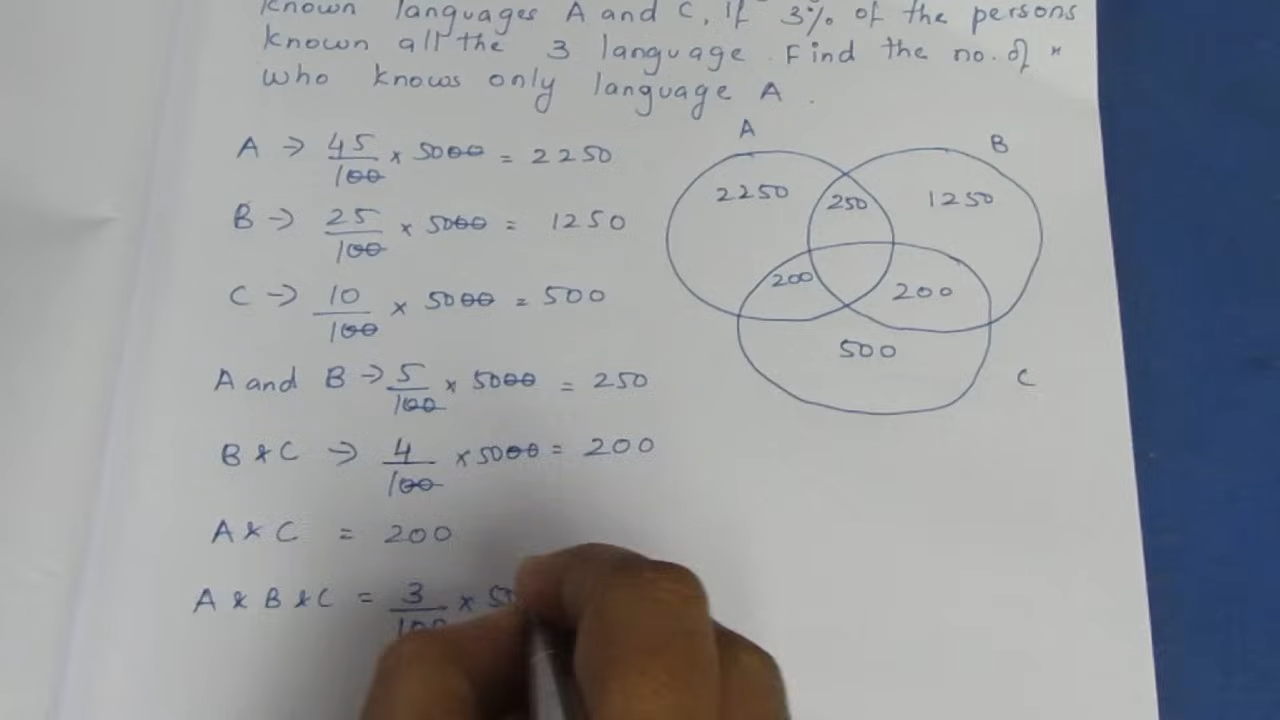 known languages A and C. If 3% of the persons
known all the 3 language. Find the no. of "
who knows only language A.
A → 45/100 × 5000 = 2250
B → 25/100 × 5000 = 1250
C → 10/100 × 5000 = 500
A and B → 5/100 × 5000 = 250
B & C → 4/100 × 5000 = 200
A & C = 200
A & B & C = 3/100 × 50
A
B
2250
250
1250
200
200
500
C